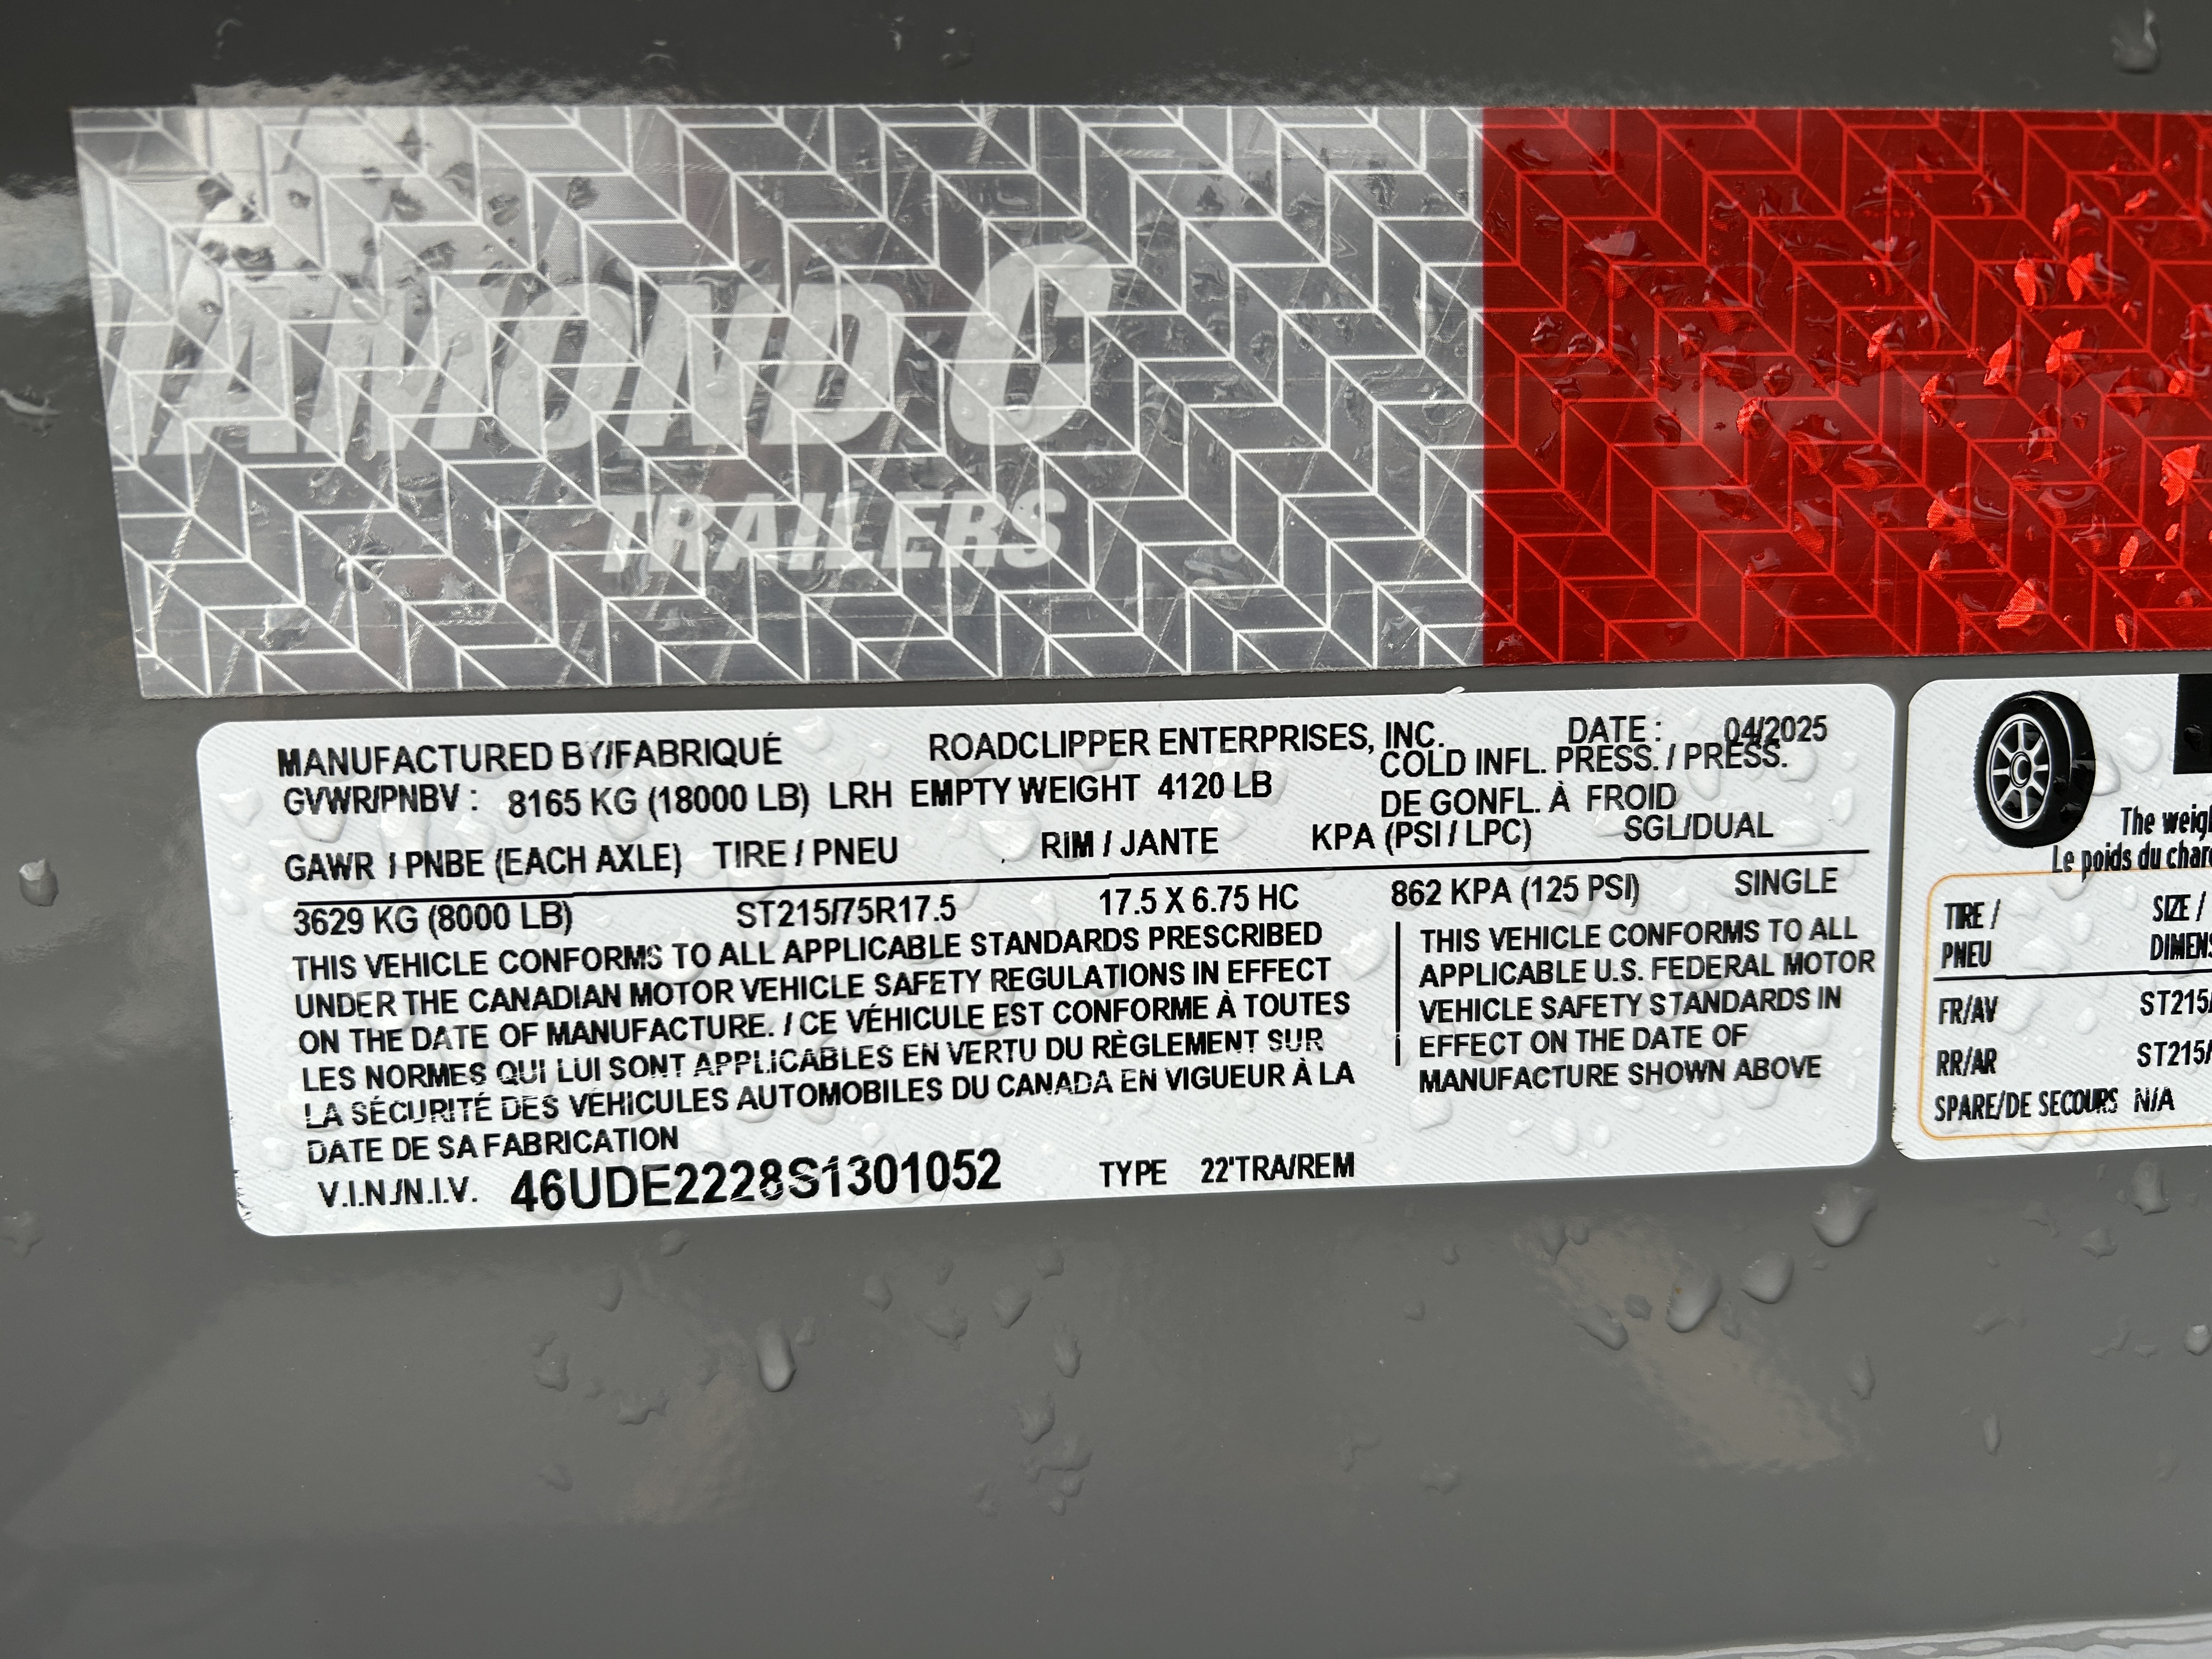 IAMOND C
TRAILERS
MANUFACTURED BY/FABRIQUÉ ROADCLIPPER ENTERPRISES, INC. DATE : 04/2025
GVWR/PNBV : 8165 KG (18000 LB) LRH EMPTY WEIGHT 4120 LB
COLD INFL. PRESS. / PRESS.
DE GONFL. À FROID
GAWR / PNBE (EACH AXLE) TIRE / PNEU RIM / JANTE KPA (PSI / LPC) SGL/DUAL
3629 KG (8000 LB) ST215/75R17.5 17.5 X 6.75 HC 862 KPA (125 PSI) SINGLE
THIS VEHICLE CONFORMS TO ALL APPLICABLE STANDARDS PRESCRIBED
UNDER THE CANADIAN MOTOR VEHICLE SAFETY REGULATIONS IN EFFECT
ON THE DATE OF MANUFACTURE. / CE VÉHICULE EST CONFORME À TOUTES
LES NORMES QUI LUI SONT APPLICABLES EN VERTU DU RÈGLEMENT SUR
LA SÉCURITÉ DES VÉHICULES AUTOMOBILES DU CANADA EN VIGUEUR À LA
DATE DE SA FABRICATION
THIS VEHICLE CONFORMS TO ALL
APPLICABLE U.S. FEDERAL MOTOR
VEHICLE SAFETY STANDARDS IN
EFFECT ON THE DATE OF
MANUFACTURE SHOWN ABOVE
V.I.N./N.I.V. 46UDE2228S1301052 TYPE 22'TRA/REM
The weigh
Le poids du char
TIRE / SIZE /
PNEU DIMENS
FR/AV ST215/
RR/AR ST215/
SPARE/DE SECOURS N/A